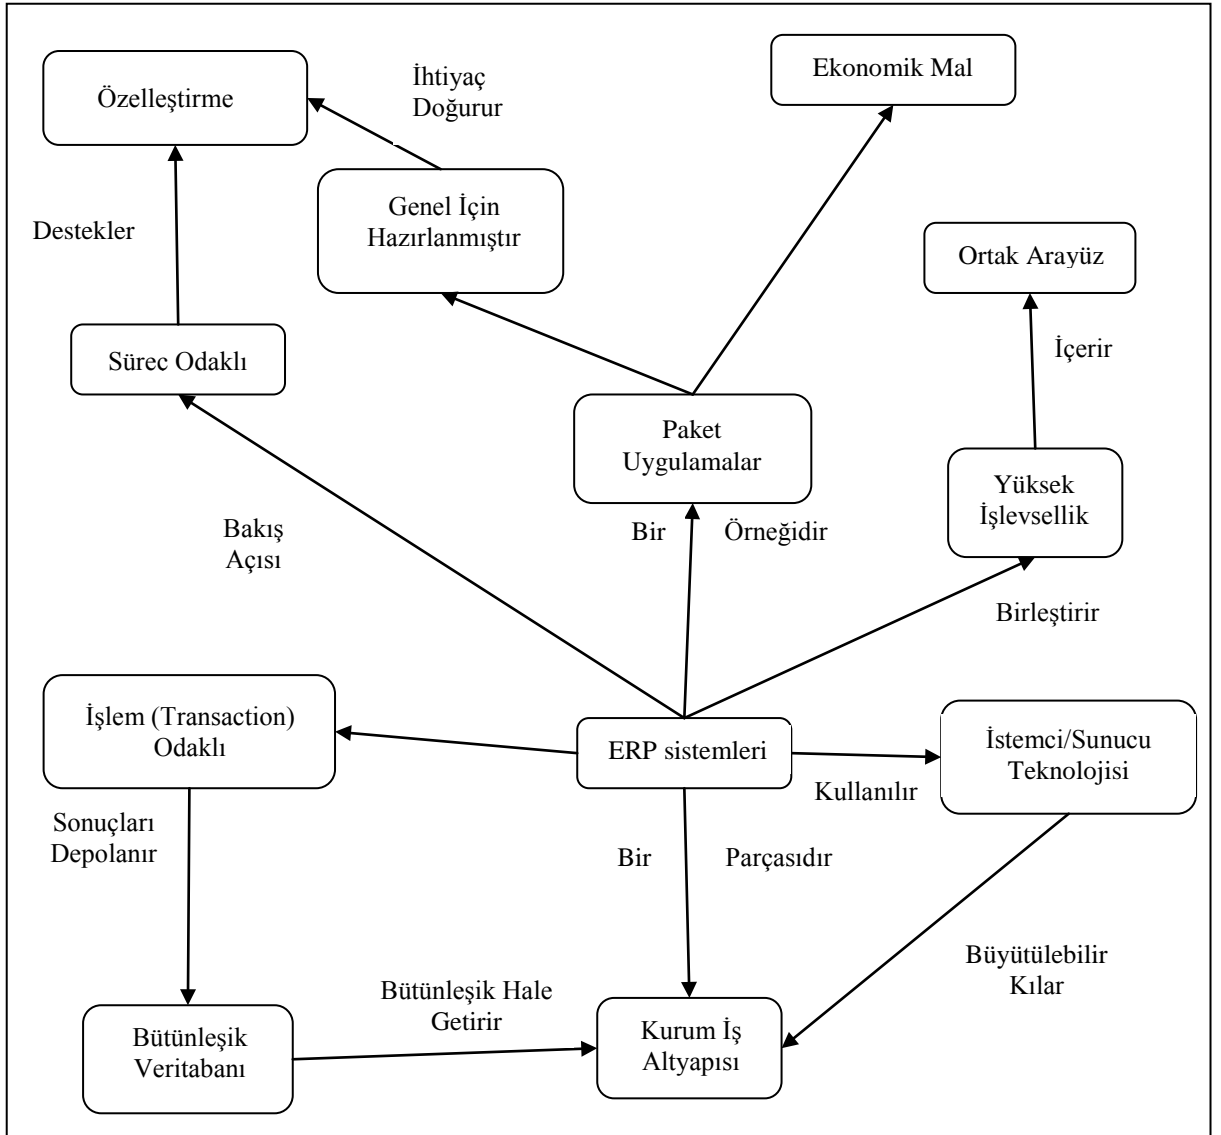 Ekonomik Mal
Özelleştirme
İhtiyaç
Doğurur
Genel İçin
Hazırlanmıştır
Destekler
Ortak Arayüz
Sürec Odaklı
İçerir
Paket
Uygulamalar
Yüksek
İşlevsellik
Bakış
Açısı
Bir Örneğidir
Birleştirir
İşlem (Transaction)
Odaklı
ERP sistemleri
İstemci/Sunucu
Teknolojisi
Kullanılır
Sonuçları
Depolanır
Bir Parçasıdır
Büyütülebilir
Kılar
Bütünleşik Hale
Getirir
Bütünleşik
Veritabanı
Kurum İş
Altyapısı